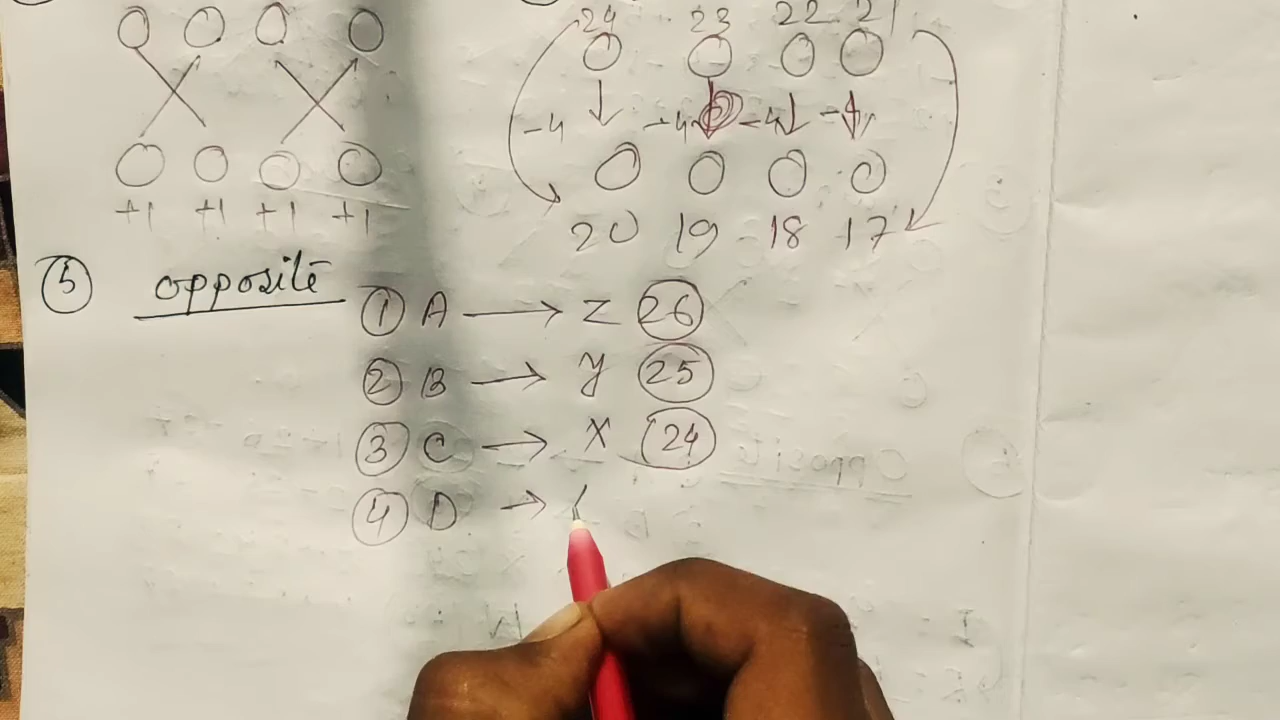 24 23 22 21
-4 -4 -4 -4
+1 +1 +1 +1
20 19 18 17
5 opposite
1 A → Z 26
2 B → y 25
3 C → X 24
4 D →